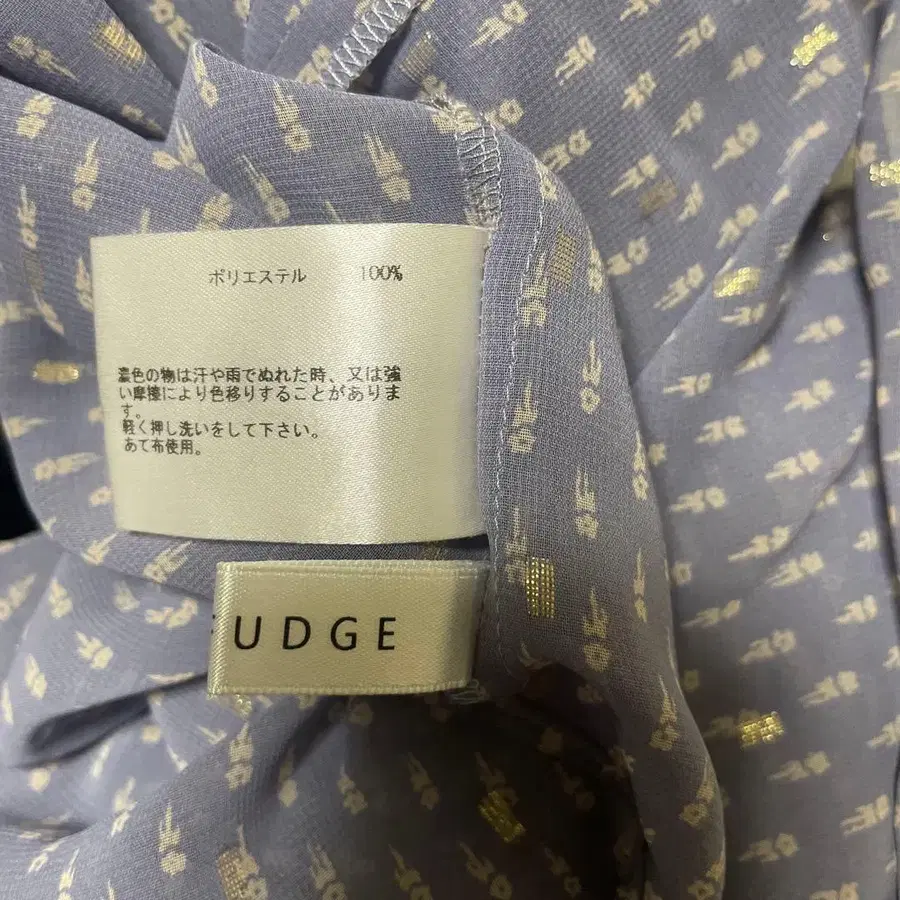 ポリエステル 100%
濃色の物は汗や雨でぬれた時、又は強
い摩擦により色移りすることがありま
す。
軽く押し洗いをして下さい。
あて布使用。
UDGE